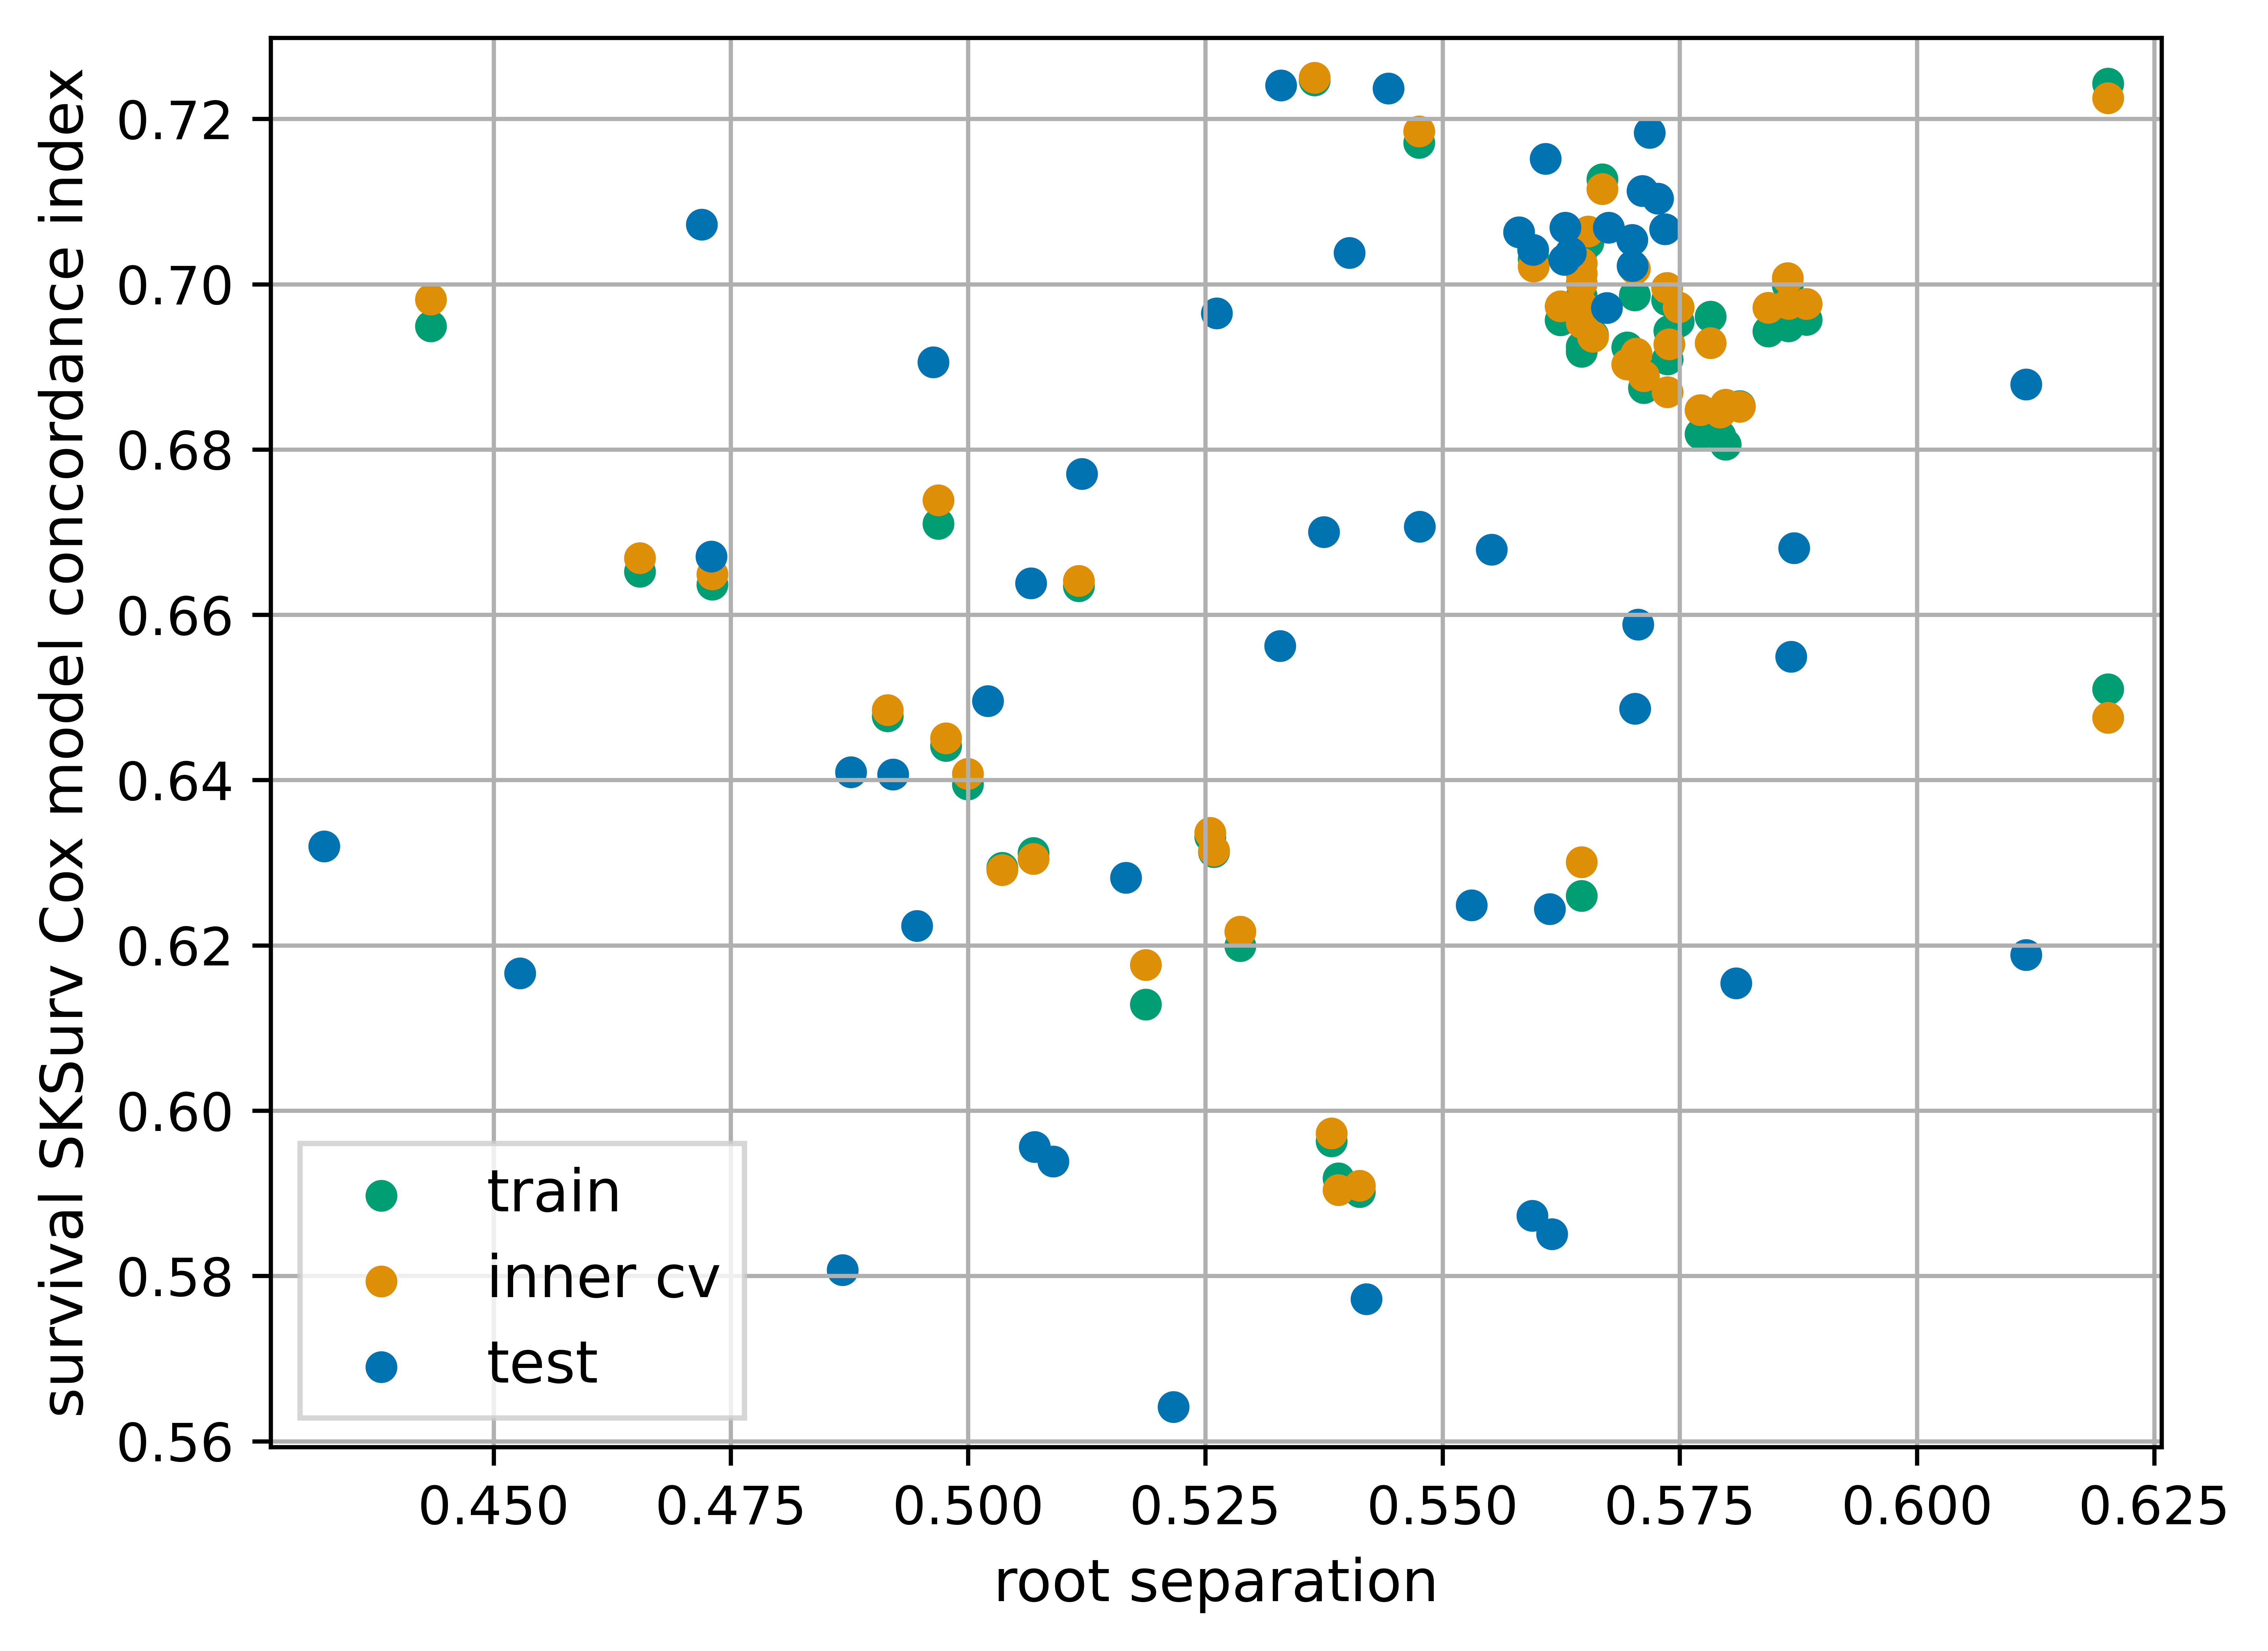 survival SKSurv Cox model concordance index
0.72
0.70
0.68
0.66
0.64
0.62
0.60
0.58
0.56
train
inner cv
test
0.450 0.475 0.500 0.525 0.550 0.575 0.600 0.625
root separation